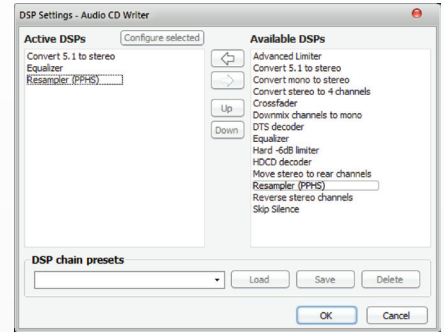 DSP Settings - Audio CD Writer
Active DSPs
Configure selected
Convert 5.1 to stereo
Equalizer
Resampler (PPHS)
Up
Down
Available DSPs
Advanced Limiter
Convert 5.1 to stereo
Convert mono to stereo
Convert stereo to 4 channels
Crossfader
Downmix channels to mono
DTS decoder
Equalizer
Hard -6dB limiter
HDCD decoder
Move stereo to rear channels
Resampler (PPHS)
Reverse stereo channels
Skip Silence
DSP chain presets
Load
Save
Delete
OK
Cancel